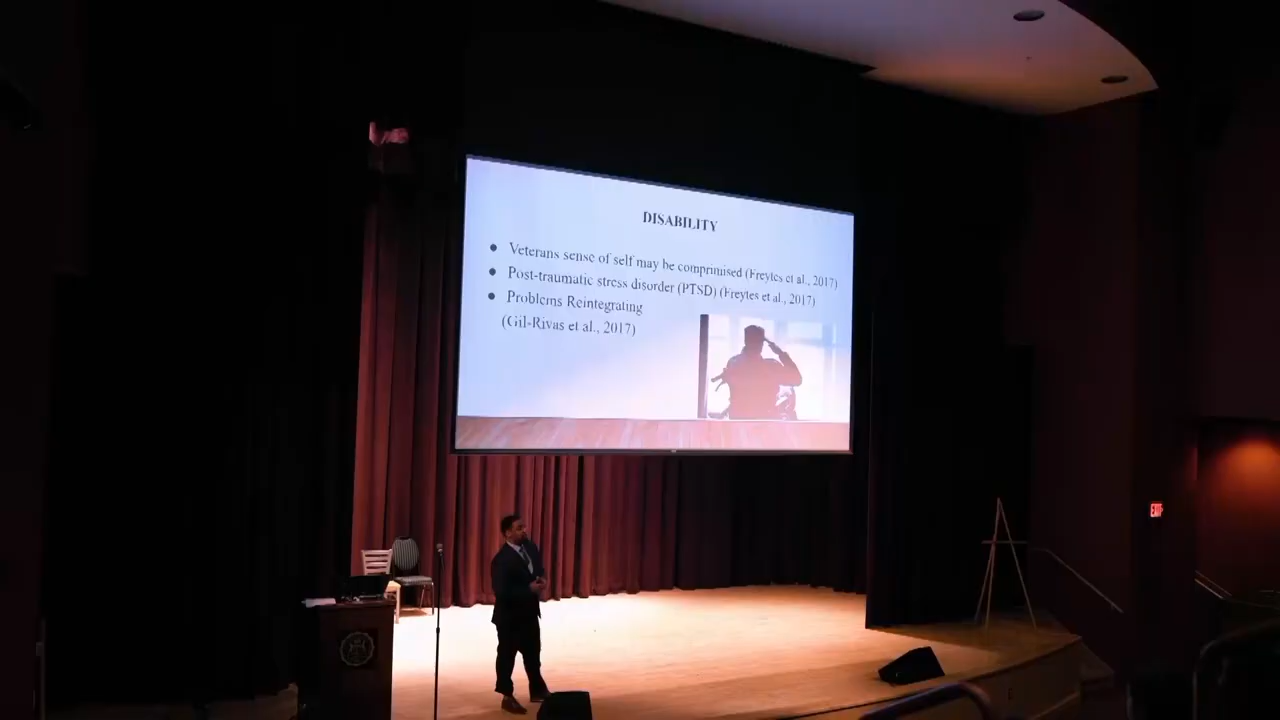 DISABILITY
● Veterans sense of self may be comprimised (Freytes et al., 2017)
● Post-traumatic stress disorder (PTSD) (Freytes et al., 2017)
● Problems Reintegrating
(Gil-Rivas et al., 2017)
EXIT